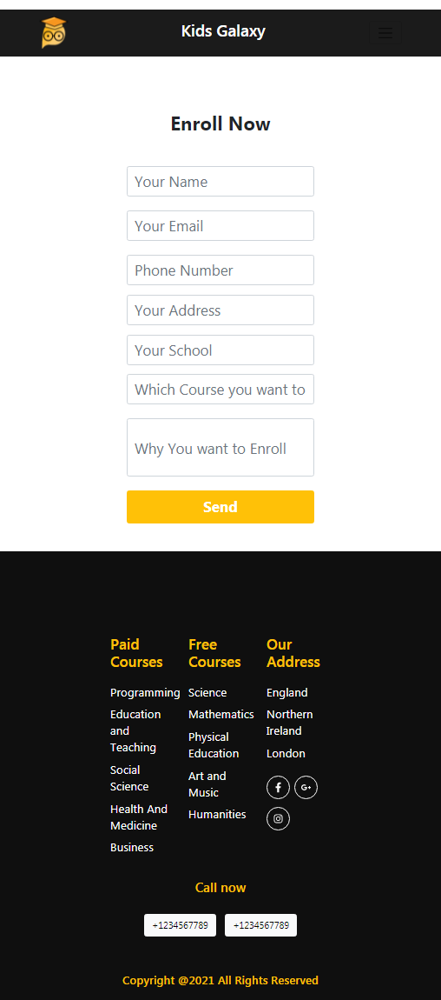 Kids Galaxy
Enroll Now
Your Name
Your Email
Phone Number
Your Address
Your School
Which Course you want to
Why You want to Enroll
Send
Paid
Courses
Programming
Education
and
Teaching
Social
Science
Health And
Medicine
Business
Free
Courses
Science
Mathematics
Physical
Education
Art and
Music
Humanities
Our
Address
England
Northern
Ireland
London
G+
Call now
+1234567789
+1234567789
Copyright @2021 All Rights Reserved